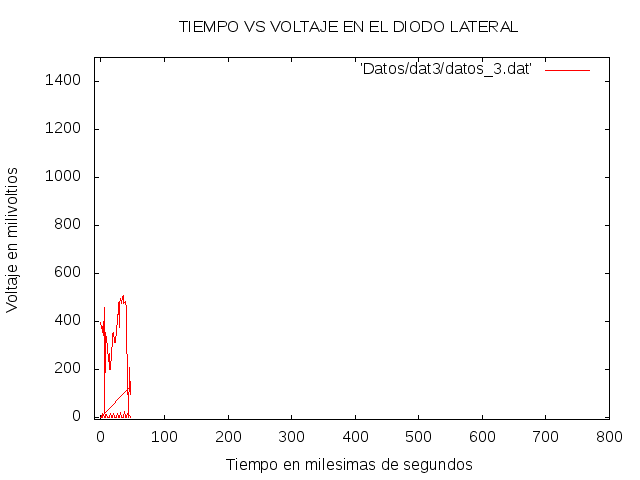 TIEMPO VS VOLTAJE EN EL DIODO LATERAL
'Datos/dat3/datos_3.dat'
1400
1200
1000
800
600
400
200
0
Voltaje en milivoltios
0 100 200 300 400 500 600 700 800
Tiempo en milesimas de segundos